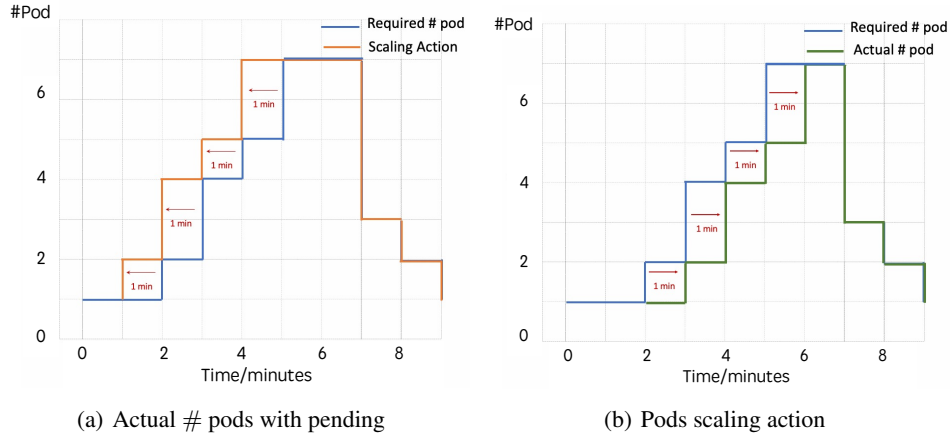 #Pod
Required # pod
Scaling Action
6
4
2
0
1 min
1 min
1 min
1 min
0
2
4
6
8
Time/minutes
(a) Actual # pods with pending
#Pod
Required # pod
Actual # pod
6
4
2
0
1 min
1 min
1 min
1 min
0
2
4
6
8
Time/minutes
(b) Pods scaling action